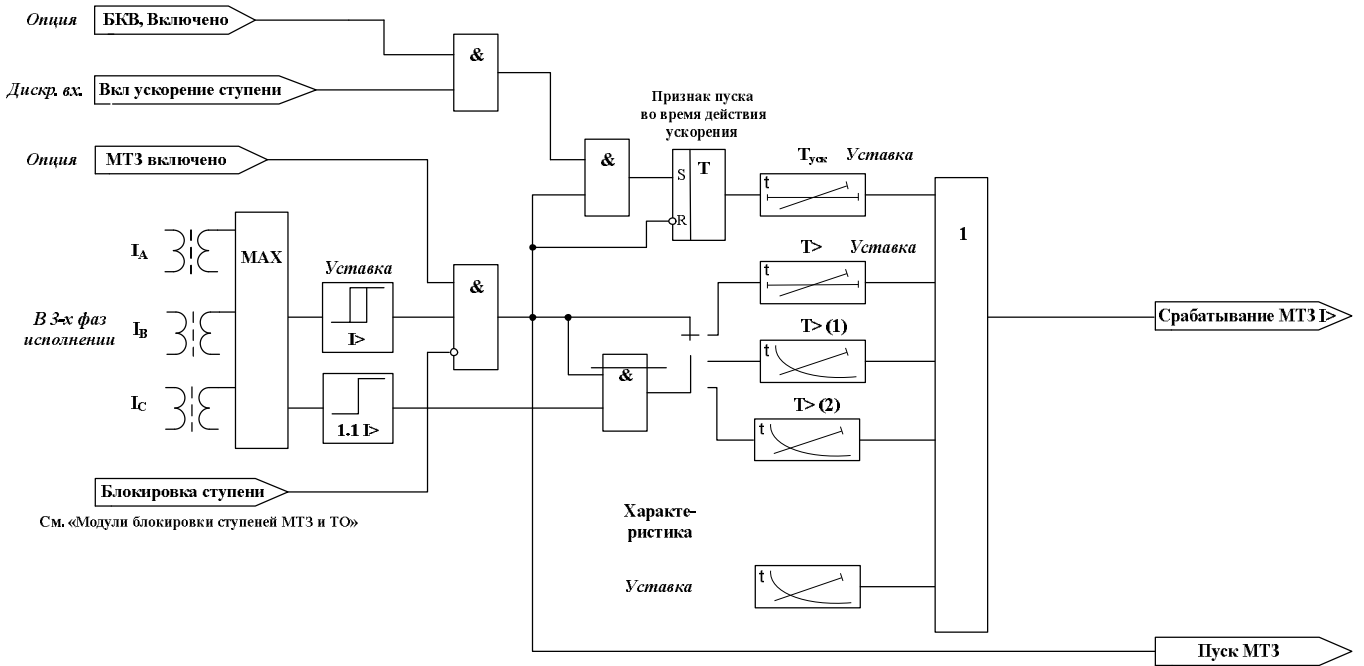 Опция
БКВ, Включено
&
Дискр. вх.
Вкл ускорение ступени
Признак пуска
во время действия
ускорения
Опция
МТЗ включено
&
S
T
R
Tуск
Уставка
t
IA
MAX
Уставка
I>
&
T>
Уставка
t
1
В 3-х фаз
исполнении
IB
Срабатывание МТЗ I>
T> (1)
t
&
IC
1.1 I>
T> (2)
t
Блокировка ступени
См. «Модули блокировки ступеней МТЗ и ТО»
Характе-
ристика
Уставка
t
Пуск МТЗ